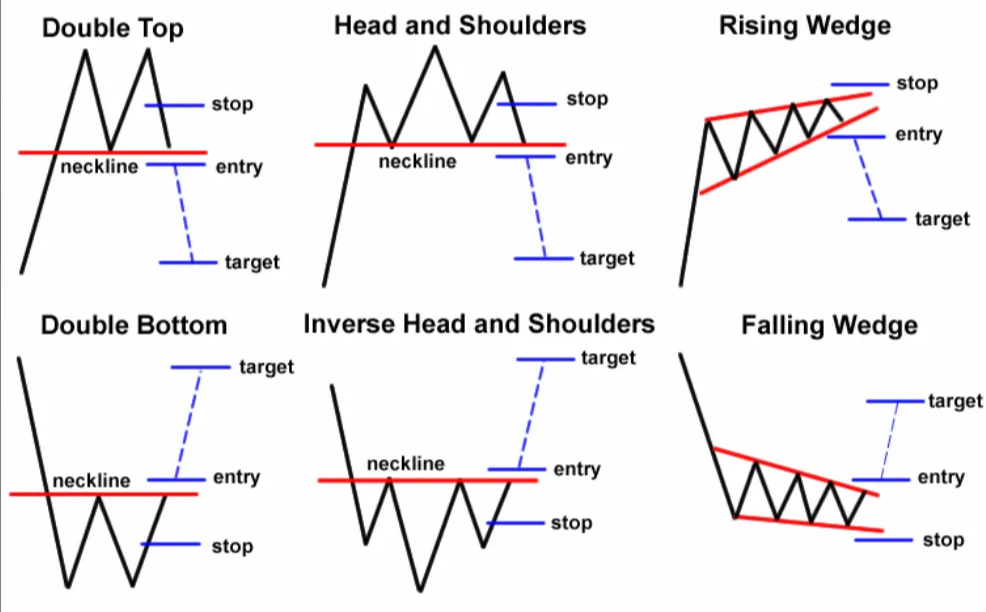 Double Top
stop
neckline
entry
target
Head and Shoulders
stop
neckline
entry
target
Rising Wedge
stop
entry
target
Double Bottom
target
neckline
entry
stop
Inverse Head and Shoulders
target
neckline
entry
stop
Falling Wedge
target
entry
stop